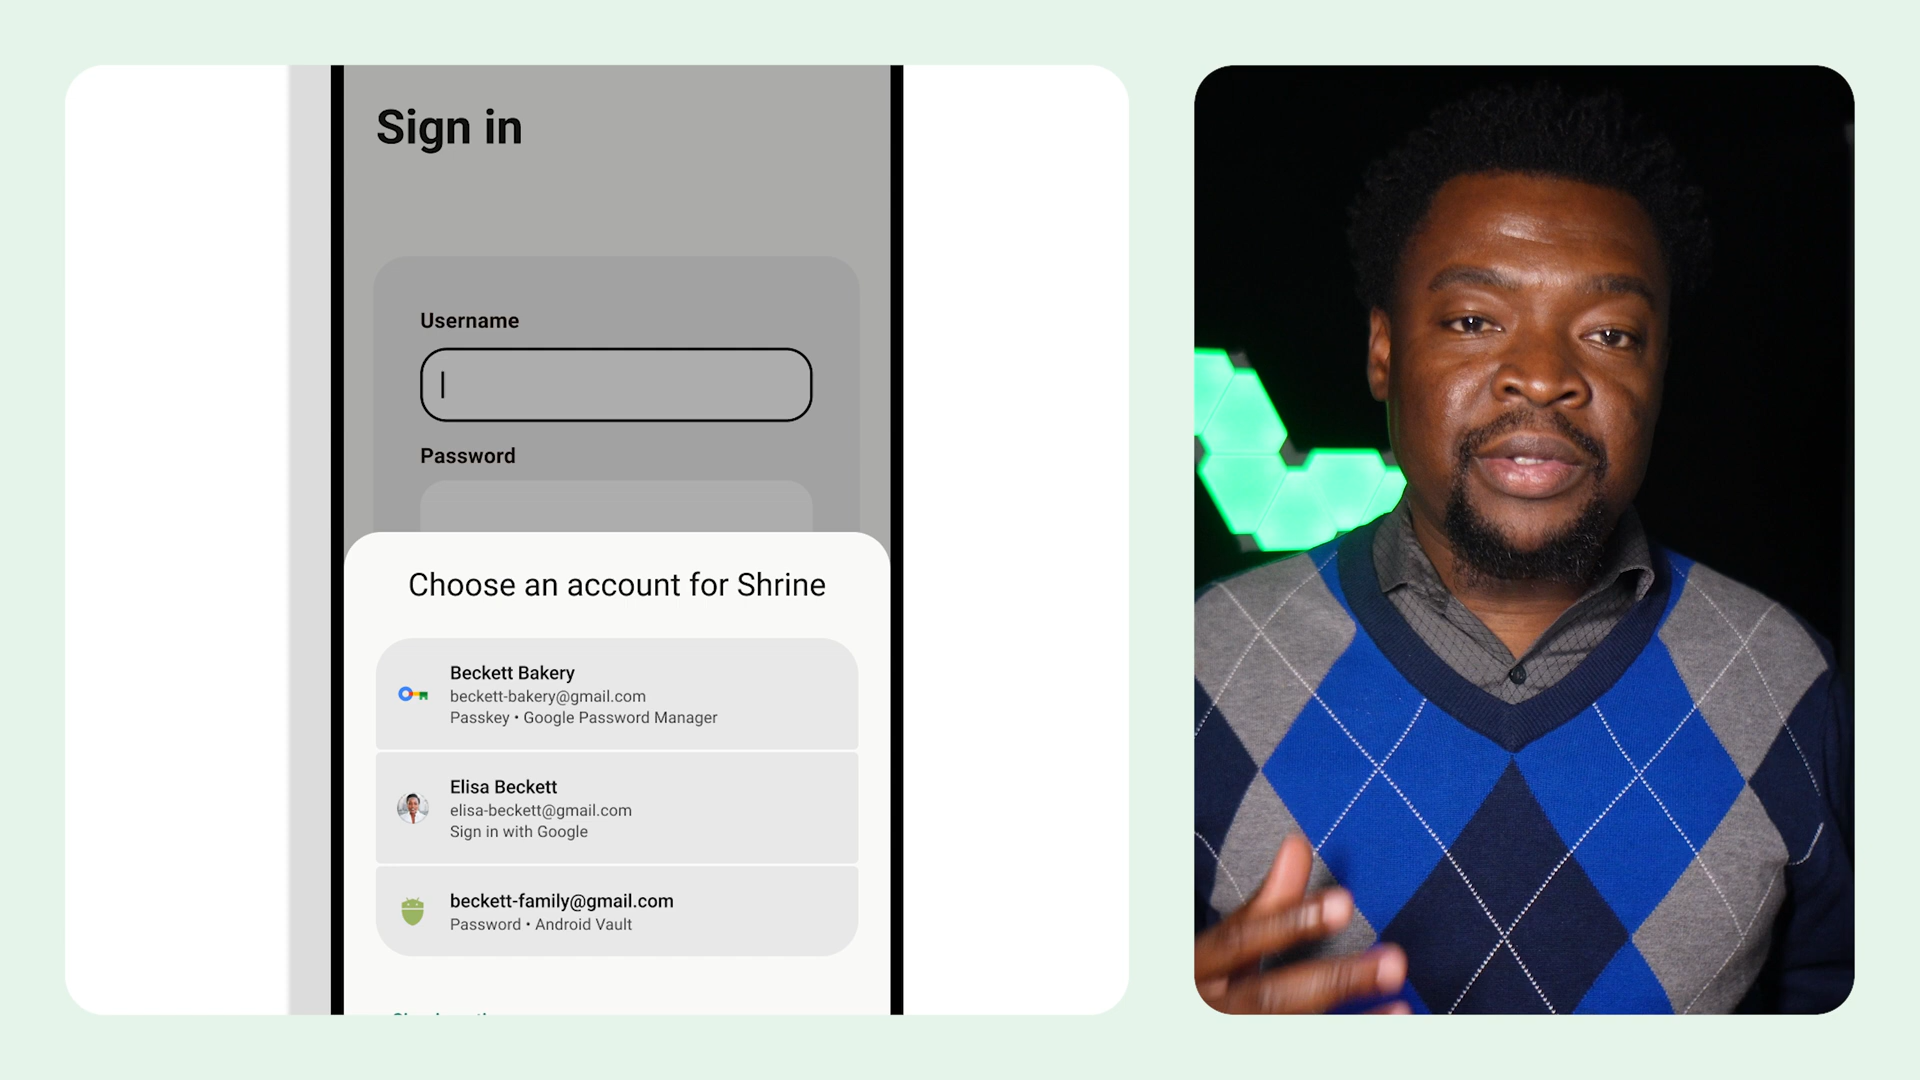 Sign in
Username
Password
Choose an account for Shrine
Beckett Bakery
beckett-bakery@gmail.com
Passkey • Google Password Manager
Elisa Beckett
elisa-beckett@gmail.com
Sign in with Google
beckett-family@gmail.com
Password • Android Vault